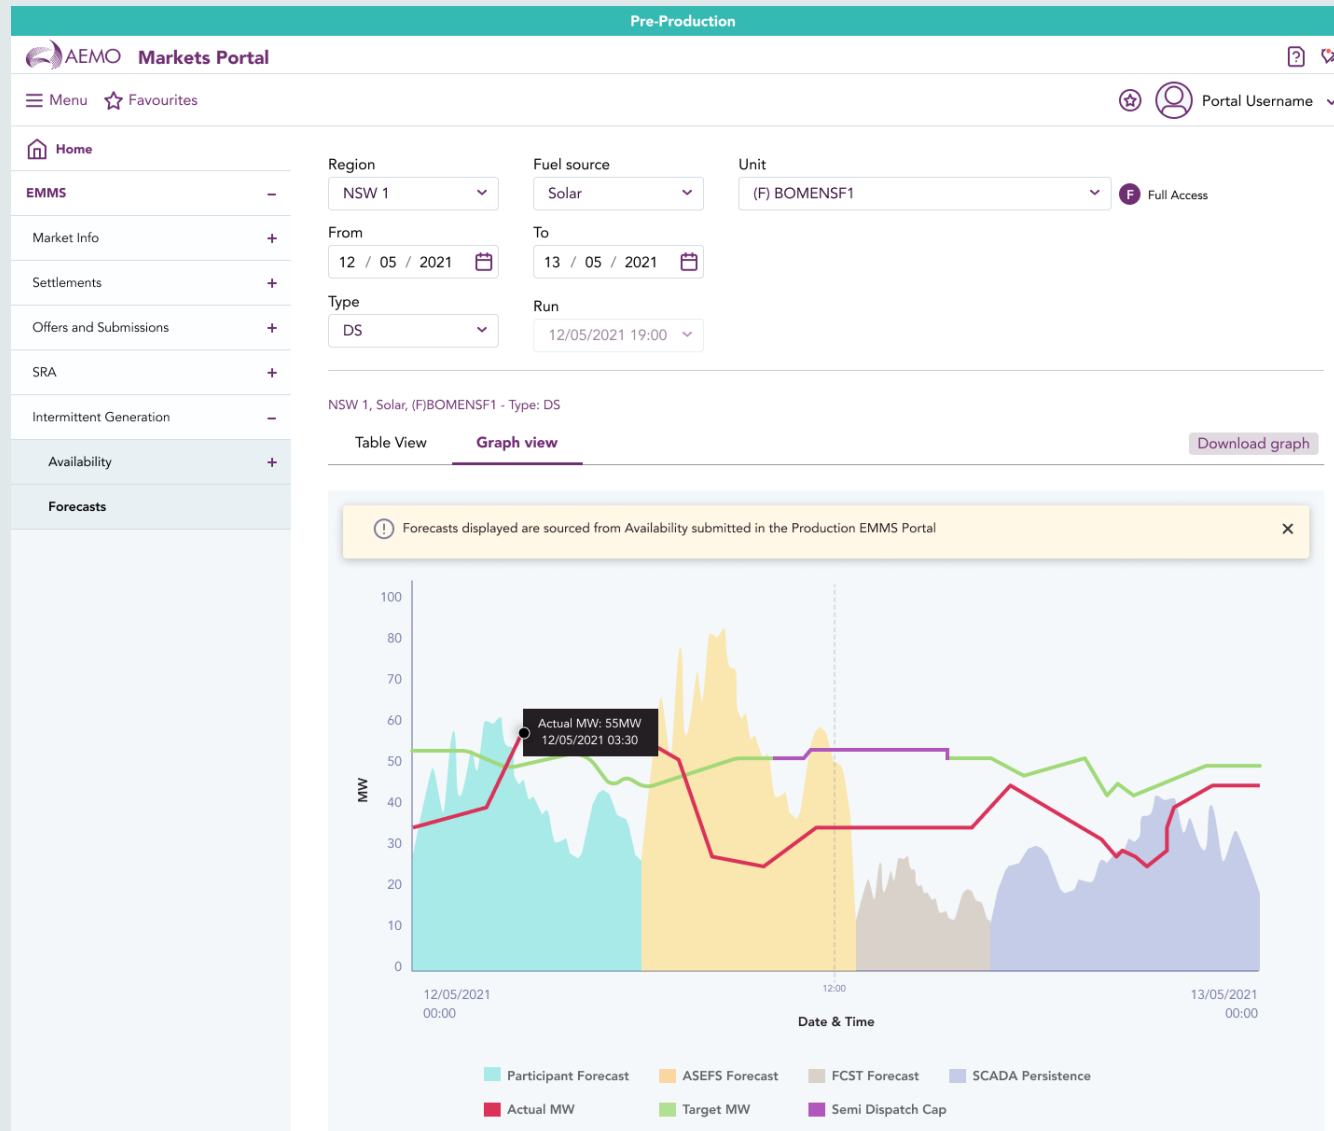 Pre-Production
AEMO Markets Portal
Menu Favourites Portal Username
Home
EMMS
Market Info
Settlements
Offers and Submissions
SRA
Intermittent Generation
Availability
Forecasts
Region Fuel source Unit
NSW 1 Solar (F) BOMENSF1 F Full Access
From To
12 / 05 / 2021 13 / 05 / 2021
Type Run
DS 12/05/2021 19:00
NSW 1, Solar, (F)BOMENSF1 - Type: DS
Table View Graph view Download graph
Forecasts displayed are sourced from Availability submitted in the Production EMMS Portal
100
80
70
60
50
40
30
20
10
0
MW
Actual MW: 55MW
12/05/2021 03:30
12/05/2021 12:00 13/05/2021
00:00 00:00
Date & Time
Participant Forecast ASEFS Forecast FCST Forecast SCADA Persistence
Actual MW Target MW Semi Dispatch Cap